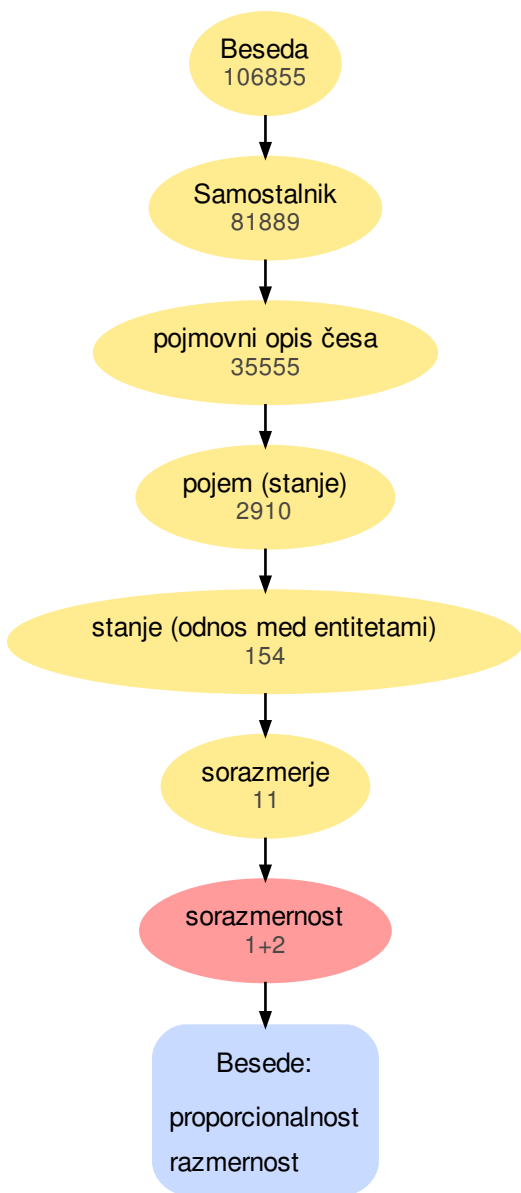 Beseda
106855
Samostalnik
81889
pojmovni opis česa
35555
pojem (stanje)
2910
stanje (odnos med entitetami)
154
sorazmerje
11
sorazmernost
1+2
Besede:
proporcionalnost
razmernost